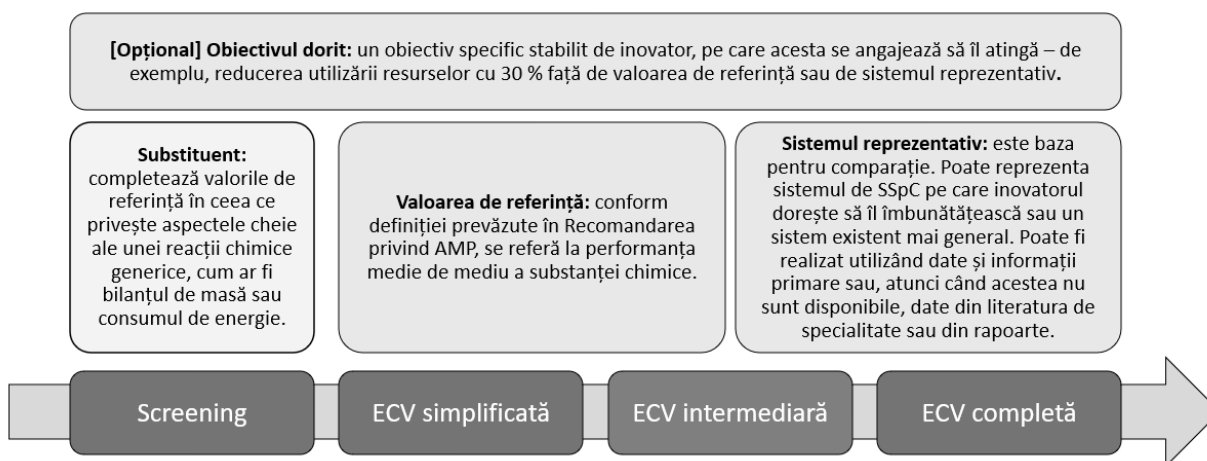 [Opțional] Obiectivul dorit: un obiectiv specific stabilit de inovator, pe care acesta se angajează să îl atingă – de
exemplu, reducerea utilizării resurselor cu 30 % față de valoarea de referință sau de sistemul reprezentativ.
Substituent:
completează valorile de
referință în ceea ce
privește aspectele cheie
ale unei reacții chimice
generice, cum ar fi
bilanțul de masă sau
consumul de energie.
Valoarea de referință: conform
definiției prevăzute în Recomandarea
privind AMP, se referă la performanța
medie de mediu a substanței chimice.
Sistemul reprezentativ: este baza
pentru comparație. Poate reprezenta
sistemul de SSpC pe care inovatorul
dorește să îl îmbunătățească sau un
sistem existent mai general. Poate fi
realizat utilizând date și informații
primare sau, atunci când acestea nu
sunt disponibile, date din literatura de
specialitate sau din rapoarte.
Screening
ECV simplificată
ECV intermediară
ECV completă